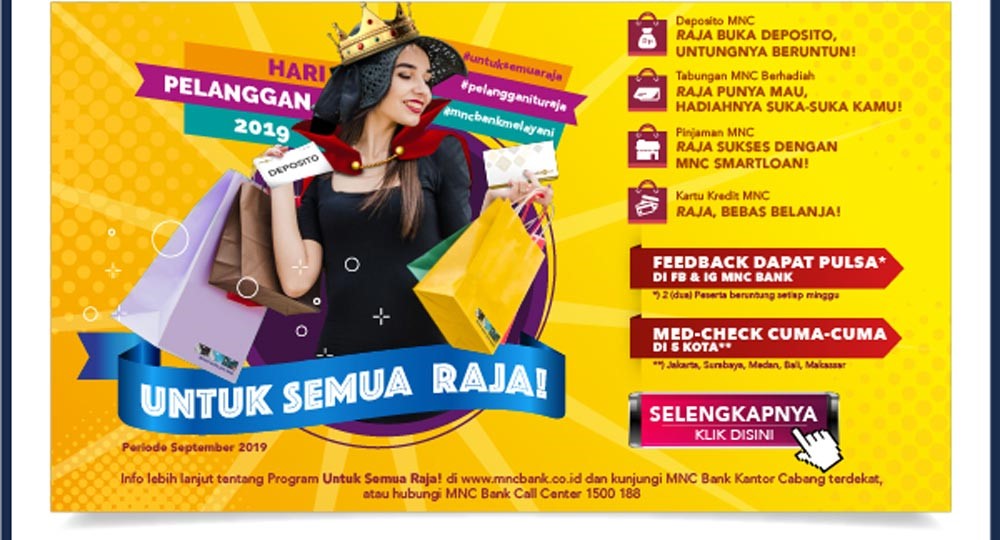 HARI
PELANGGAN
2019
#untuksemuaraja
#pelangganituraja
#mncbankmelayani
DEPOSITO
UNTUK SEMUA RAJA!
Periode September 2019
Deposito MNC
RAJA BUKA DEPOSITO,
UNTUNGNYA BERUNTUN!
Tabungan MNC Berhadiah
RAJA PUNYA MAU,
HADIAHNYA SUKA-SUKA KAMU!
Pinjaman MNC
RAJA SUKSES DENGAN
MNC SMARTLOAN!
Kartu Kredit MNC
RAJA, BEBAS BELANJA!
FEEDBACK DAPAT PULSA*
DI FB & IG MNC BANK
*) 2 (dua) Peserta beruntung setiap minggu
MED-CHECK CUMA-CUMA
DI 5 KOTA**
**) Jakarta, Surabaya, Medan, Bali, Makassar
SELENGKAPNYA
KLIK DISINI
Info lebih lanjut tentang Program Untuk Semua Raja! di www.mncbank.co.id dan kunjungi MNC Bank Kantor Cabang terdekat,
atau hubungi MNC Bank Call Center 1500 188